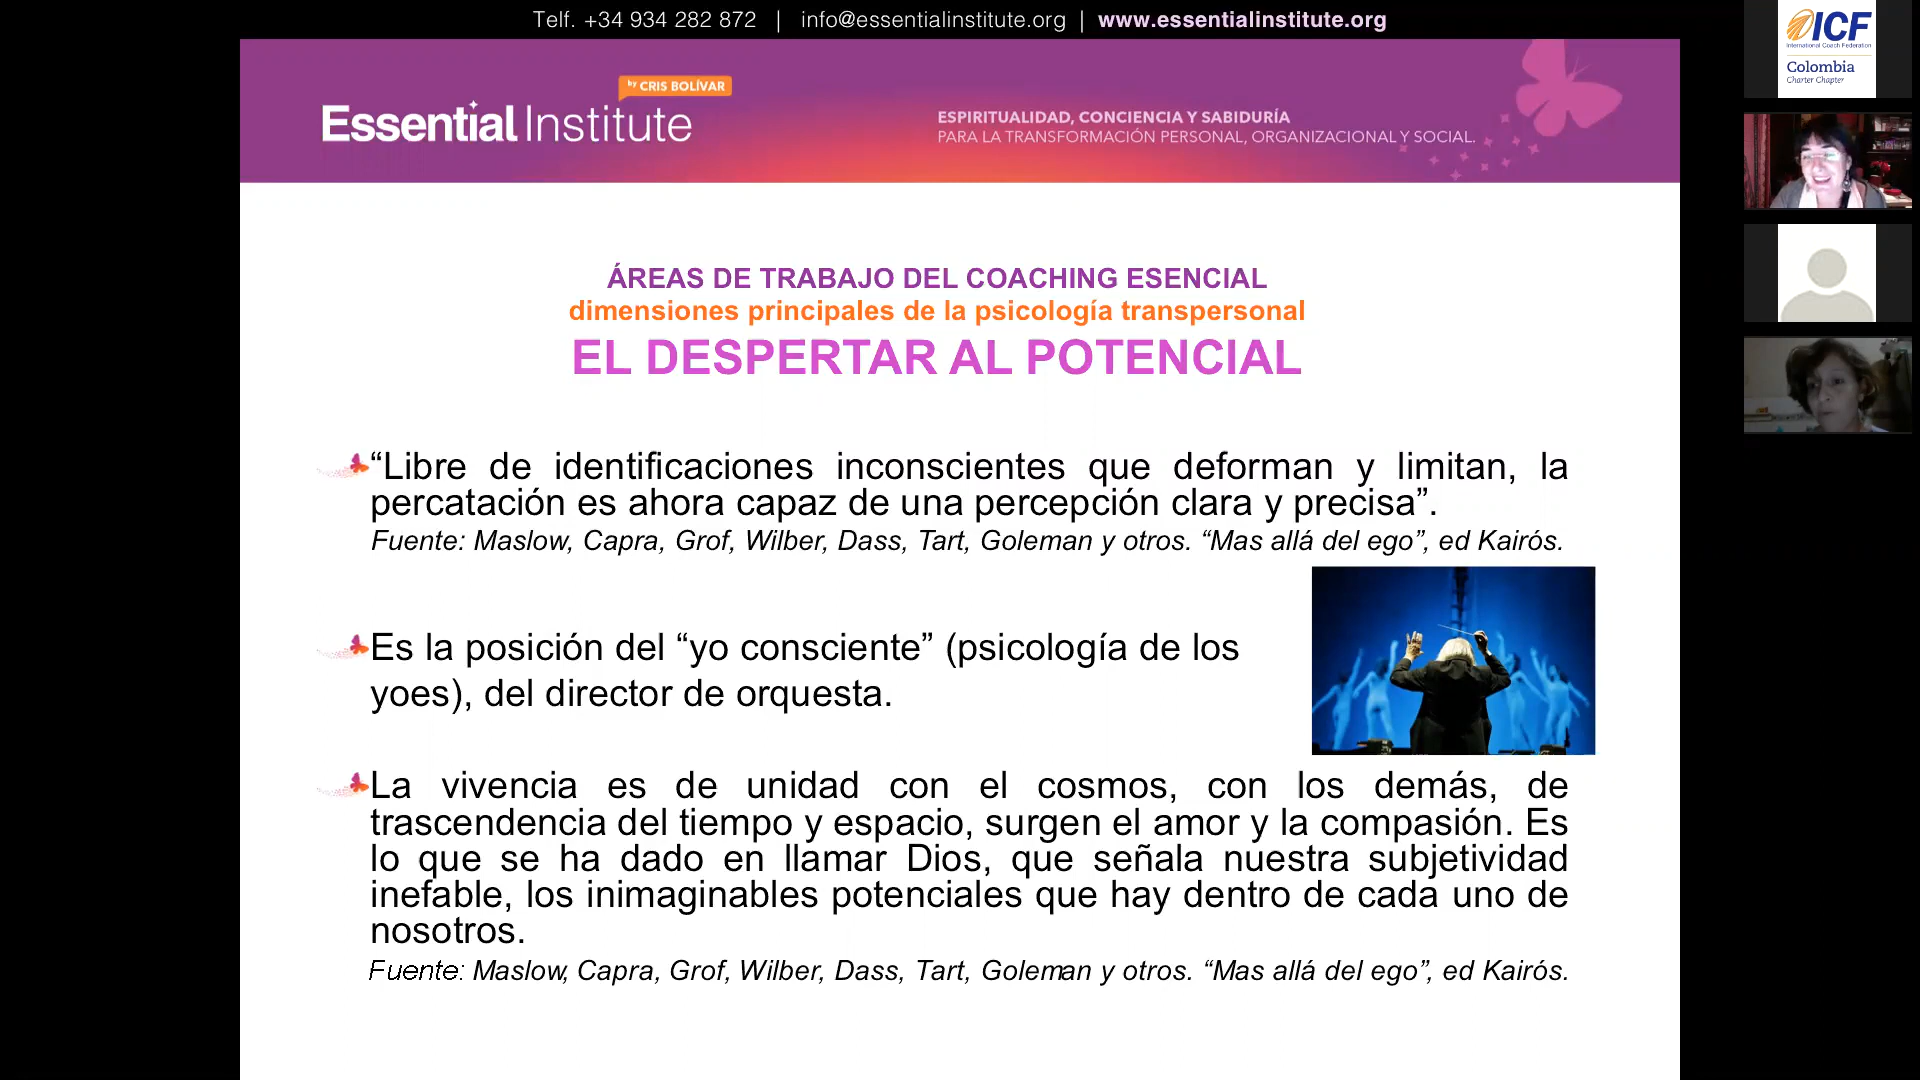 Telf. +34 934 282 872 | info@essentialinstitute.org | www.essentialinstitute.org
by CRIS BOLÍVAR
Essential Institute
ESPIRITUALIDAD, CONCIENCIA Y SABIDURÍA
PARA LA TRANSFORMACIÓN PERSONAL, ORGANIZACIONAL Y SOCIAL.
ICF
International Coach Federation
Colombia
Charter Chapter
ÁREAS DE TRABAJO DEL COACHING ESENCIAL
dimensiones principales de la psicología transpersonal
EL DESPERTAR AL POTENCIAL
“Libre de identificaciones inconscientes que deforman y limitan, la
percatación es ahora capaz de una percepción clara y precisa”.
Fuente: Maslow, Capra, Grof, Wilber, Dass, Tart, Goleman y otros. “Mas allá del ego”, ed Kairós.
Es la posición del “yo consciente” (psicología de los
yoes), del director de orquesta.
La vivencia es de unidad con el cosmos, con los demás, de
trascendencia del tiempo y espacio, surgen el amor y la compasión. Es
lo que se ha dado en llamar Dios, que señala nuestra subjetividad
inefable, los inimaginables potenciales que hay dentro de cada uno de
nosotros.
Fuente: Maslow, Capra, Grof, Wilber, Dass, Tart, Goleman y otros. “Mas allá del ego”, ed Kairós.